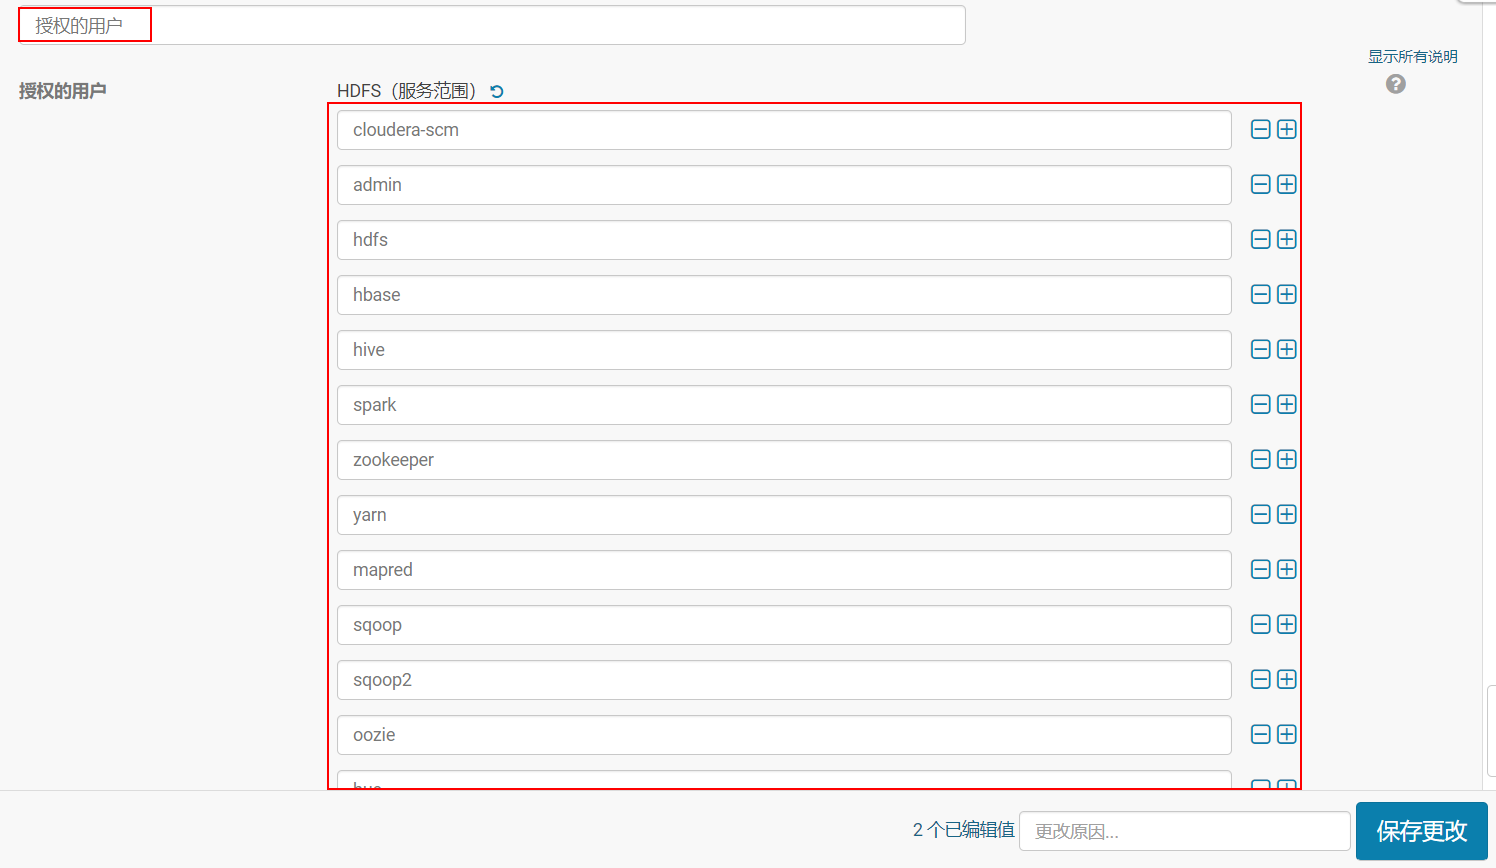 授权的用户
显示所有说明
授权的用户
HDFS（服务范围）
cloudera-scm
admin
hdfs
hbase
hive
spark
zookeeper
yarn
mapred
sqoop
sqoop2
oozie
hue
2 个已编辑值
更改原因...
保存更改